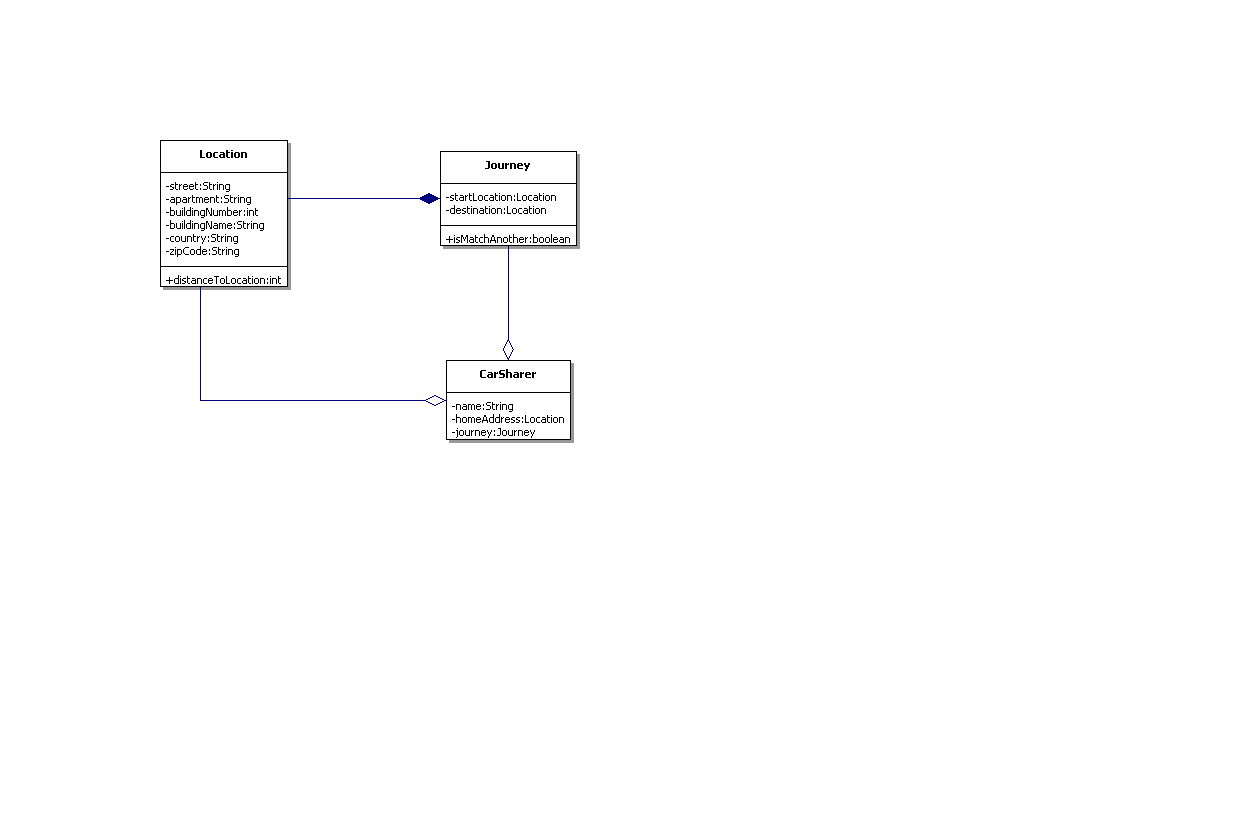 Location
-street:String
-apartment:String
-buildingNumber:int
-buildingName:String
-country:String
-zipCode:String
+distanceToLocation:int
Journey
-startLocation:Location
-destination:Location
+isMatchAnother:boolean
CarSharer
-name:String
-homeAddress:Location
-journey:Journey